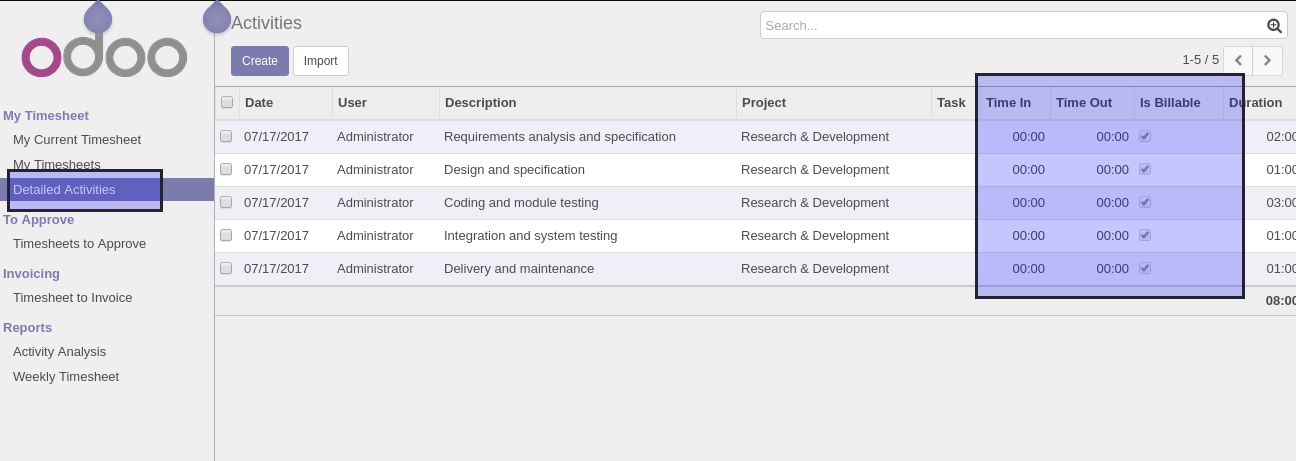 odoo
Activities
Search...
Create Import
1-5 / 5
My Timesheet
My Current Timesheet
My Timesheets
Detailed Activities
To Approve
Timesheets to Approve
Invoicing
Timesheet to Invoice
Reports
Activity Analysis
Weekly Timesheet
Date User Description Project Task Time In Time Out Is Billable Duration
07/17/2017 Administrator Requirements analysis and specification Research & Development 00:00 00:00 02:00
07/17/2017 Administrator Design and specification Research & Development 00:00 00:00 01:00
07/17/2017 Administrator Coding and module testing Research & Development 00:00 00:00 03:00
07/17/2017 Administrator Integration and system testing Research & Development 00:00 00:00 01:00
07/17/2017 Administrator Delivery and maintenance Research & Development 00:00 00:00 01:00
08:00